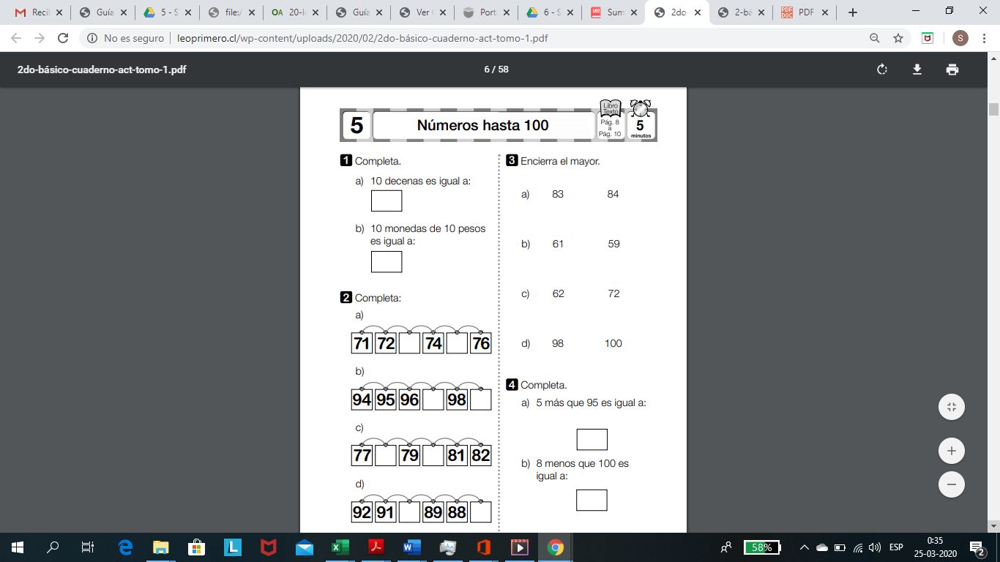 Recil
Guía
5 - S
file:/
OA 20-le
Guía
Ver
Port
6 - S
Sum
2do-
2-bá
PDF
No es seguro | leoprimero.cl/wp-content/uploads/2020/02/2do-básico-cuaderno-act-tomo-1.pdf
S
2do-básico-cuaderno-act-tomo-1.pdf
6 / 58
5
Números hasta 100
Libro
Texto
Pág. 8
a
Pág. 10
5
minutos
1 Completa.
a) 10 decenas es igual a:
b) 10 monedas de 10 pesos
es igual a:
2 Completa:
a)
71 72 74 76
b)
94 95 96 98
c)
77 79 81 82
d)
92 91 89 88
3 Encierra el mayor.
a) 83 84
b) 61 59
c) 62 72
d) 98 100
4 Completa.
a) 5 más que 95 es igual a:
b) 8 menos que 100 es
igual a:
58%
ESP
0:35
25-03-2020
2